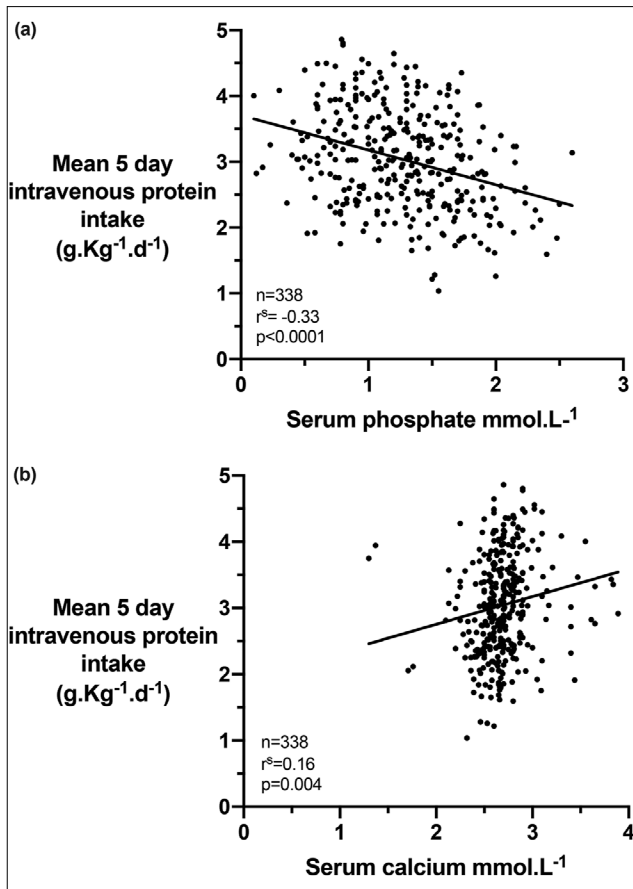 (a)
5
4
3
2
1
0
Mean 5 day
intravenous protein
intake
(g.Kg⁻¹.d⁻¹)
n=338
rˢ= -0.33
p<0.0001
0 1 2 3
Serum phosphate mmol.L-¹
(b)
5
4
3
2
1
0
Mean 5 day
intravenous protein
intake
(g.Kg⁻¹.d⁻¹)
n=338
rˢ=0.16
p=0.004
0 1 2 3 4
Serum calcium mmol.L⁻¹